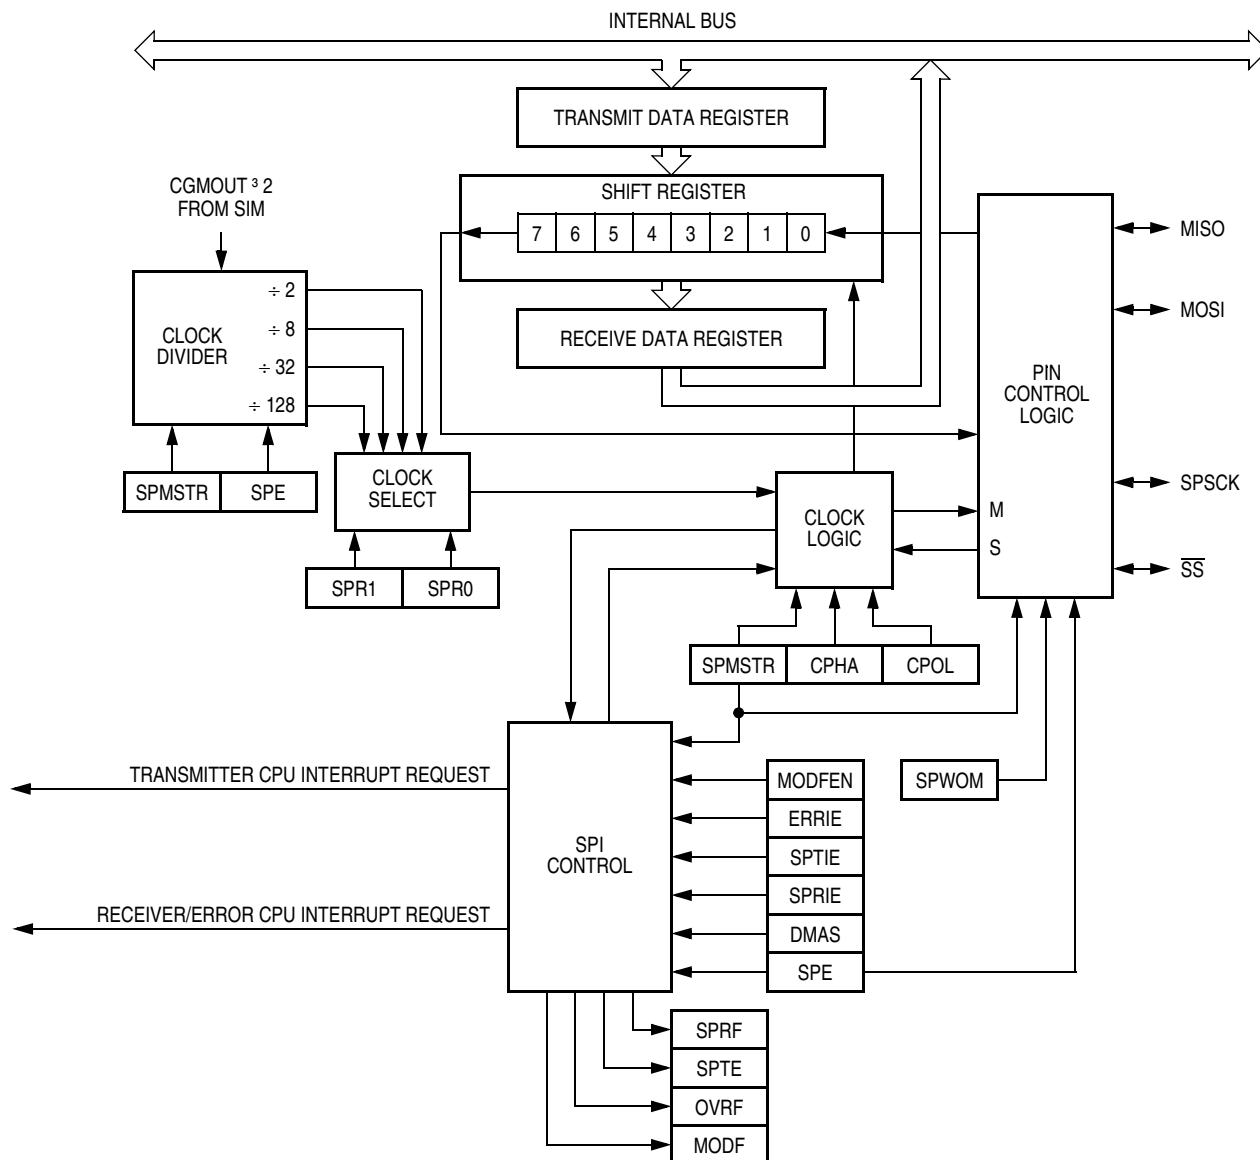 INTERNAL BUS
TRANSMIT DATA REGISTER
CGMOUT ³ 2
FROM SIM
SHIFT REGISTER
7 6 5 4 3 2 1 0
MISO
÷ 2
÷ 8
÷ 32
÷ 128
CLOCK
DIVIDER
RECEIVE DATA REGISTER
MOSI
PIN
CONTROL
LOGIC
SPMSTR SPE
CLOCK
SELECT
SPR1 SPR0
CLOCK
LOGIC
M
S
SPSCK
S̅S̅
SPMSTR CPHA CPOL
TRANSMITTER CPU INTERRUPT REQUEST
RECEIVER/ERROR CPU INTERRUPT REQUEST
SPI
CONTROL
MODFEN
ERRIE
SPTIE
SPRIE
DMAS
SPE
SPWOM
SPRF
SPTE
OVRF
MODF